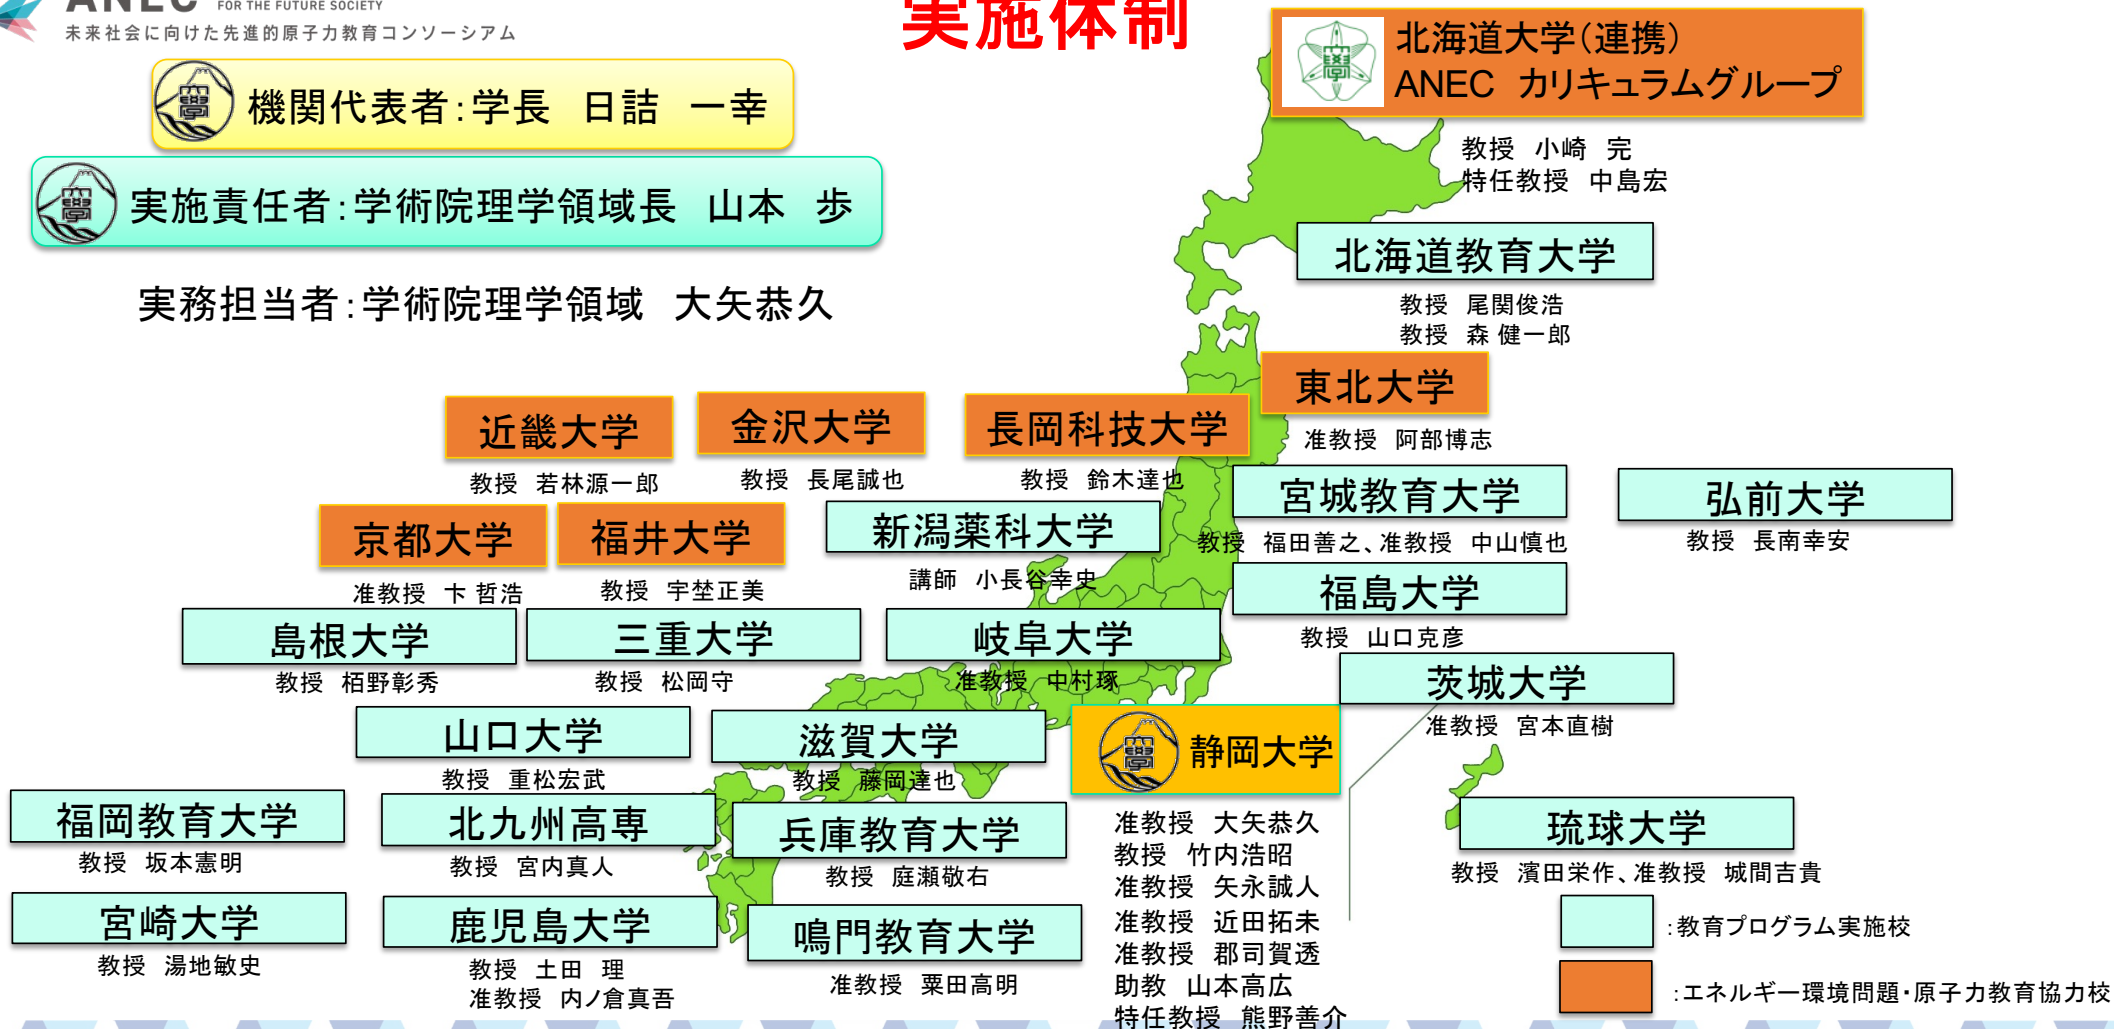 ANEC FOR THE FUTURE SOCIETY
未来社会に向けた先進的原子力教育コンソーシアム
実施体制
機関代表者:学長 日詰 一幸
実施責任者:学術院理学領域長 山本 歩
実務担当者:学術院理学領域 大矢恭久
北海道大学(連携)
ANEC カリキュラムグループ
教授 小崎 完
特任教授 中島宏
北海道教育大学
教授 尾関俊浩
教授 森 健一郎
東北大学
准教授 阿部博志
近畿大学
教授 若林源一郎
金沢大学
教授 長尾誠也
長岡科技大学
教授 鈴木達也
宮城教育大学
教授 福田善之、准教授 中山慎也
弘前大学
教授 長南幸安
京都大学
准教授 卞 哲浩
福井大学
教授 宇埜正美
新潟薬科大学
講師 小長谷幸史
福島大学
教授 山口克彦
島根大学
教授 栢野彰秀
三重大学
教授 松岡守
岐阜大学
准教授 中村琢
茨城大学
准教授 宮本直樹
山口大学
教授 重松宏武
滋賀大学
教授 藤岡達也
静岡大学
准教授 大矢恭久
教授 竹内浩昭
准教授 矢永誠人
准教授 近田拓未
准教授 郡司賀透
助教 山本高広
特任教授 熊野善介
福岡教育大学
教授 坂本憲明
北九州高専
教授 宮内真人
兵庫教育大学
教授 庭瀬敬右
琉球大学
教授 濱田栄作、准教授 城間吉貴
宮崎大学
教授 湯地敏史
鹿児島大学
教授 土田 理
准教授 内ノ倉真吾
鳴門教育大学
准教授 粟田高明
:教育プログラム実施校
:エネルギー環境問題・原子力教育協力校